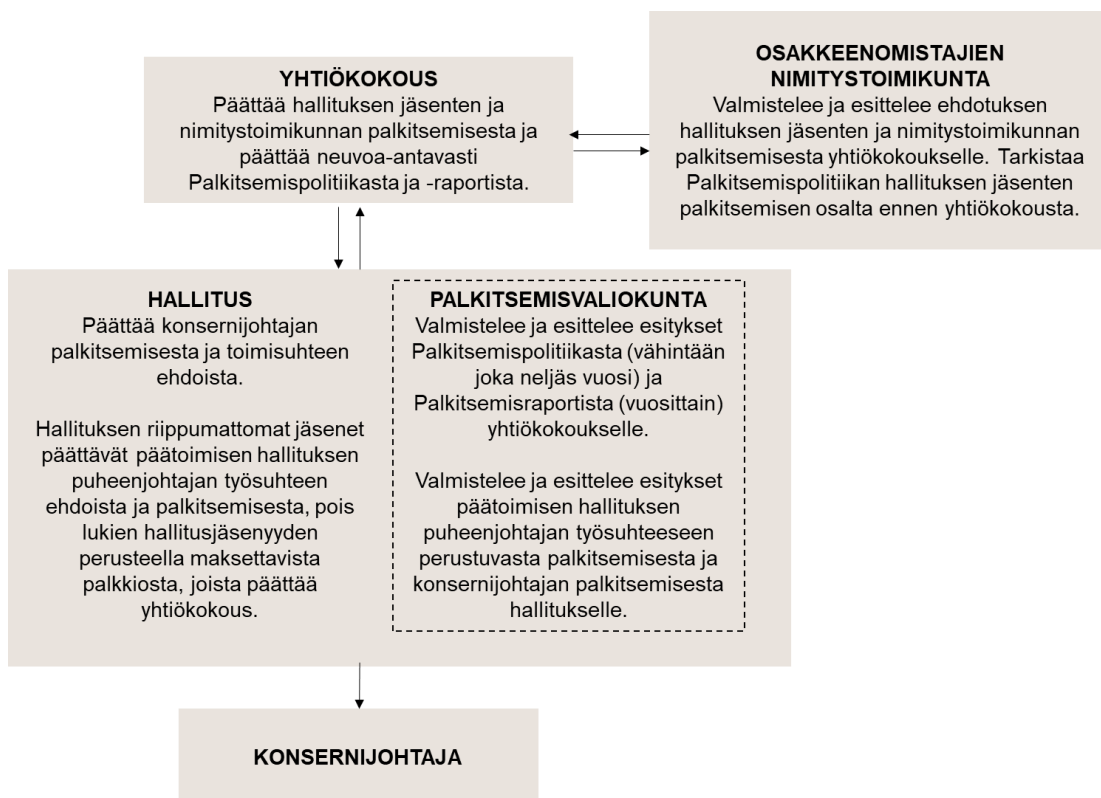 YHTIÖKOKOUS
Päättää hallituksen jäsenten ja
nimitystoimikunnan palkitsemisesta ja
päättää neuvoa-antavasti
Palkitsemispolitiikasta ja -raportista.
OSAKKEENOMISTAJIEN
NIMITYSTOIMIKUNTA
Valmistelee ja esittelee ehdotuksen
hallituksen jäsenten ja nimitystoimikunnan
palkitsemisesta yhtiökokoukselle. Tarkistaa
Palkitsemispolitiikan hallituksen jäsenten
palkitsemisen osalta ennen yhtiökokousta.
HALLITUS
Päättää konsernijohtajan
palkitsemisesta ja toimisuhteen
ehdoista.
Hallituksen riippumattomat jäsenet
päättävät päätoimisen hallituksen
puheenjohtajan työsuhteen
ehdoista ja palkitsemisesta, pois
lukien hallitusjäsenyyden
perusteella maksettavista
palkkiosta, joista päättää
yhtiökokous.
PALKITSEMISVALIOKUNTA
Valmistelee ja esittelee esitykset
Palkitsemispolitiikasta (vähintään
joka neljäs vuosi) ja
Palkitsemisraportista (vuosittain)
yhtiökokoukselle.
Valmistelee ja esittelee esitykset
päätoimisen hallituksen
puheenjohtajan työsuhteeseen
perustuvasta palkitsemisesta ja
konsernijohtajan palkitsemisesta
hallitukselle.
KONSERNIJOHTAJA